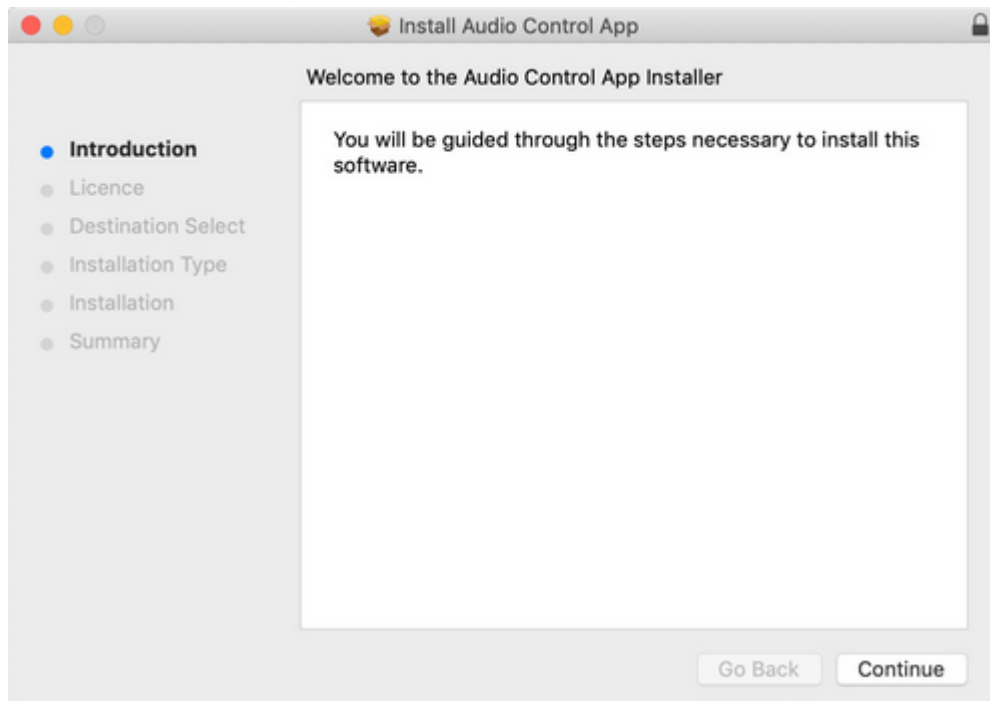 Install Audio Control App
Welcome to the Audio Control App Installer
Introduction
Licence
Destination Select
Installation Type
Installation
Summary
You will be guided through the steps necessary to install this
software.
Go Back
Continue